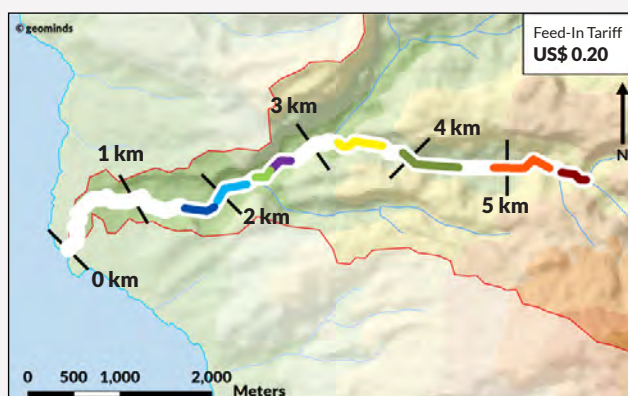 © geominds
Feed-In Tariff
US$ 0.20
3 km
4 km
N
1 km
2 km
5 km
0 km
0 500 1,000 2,000
Meters